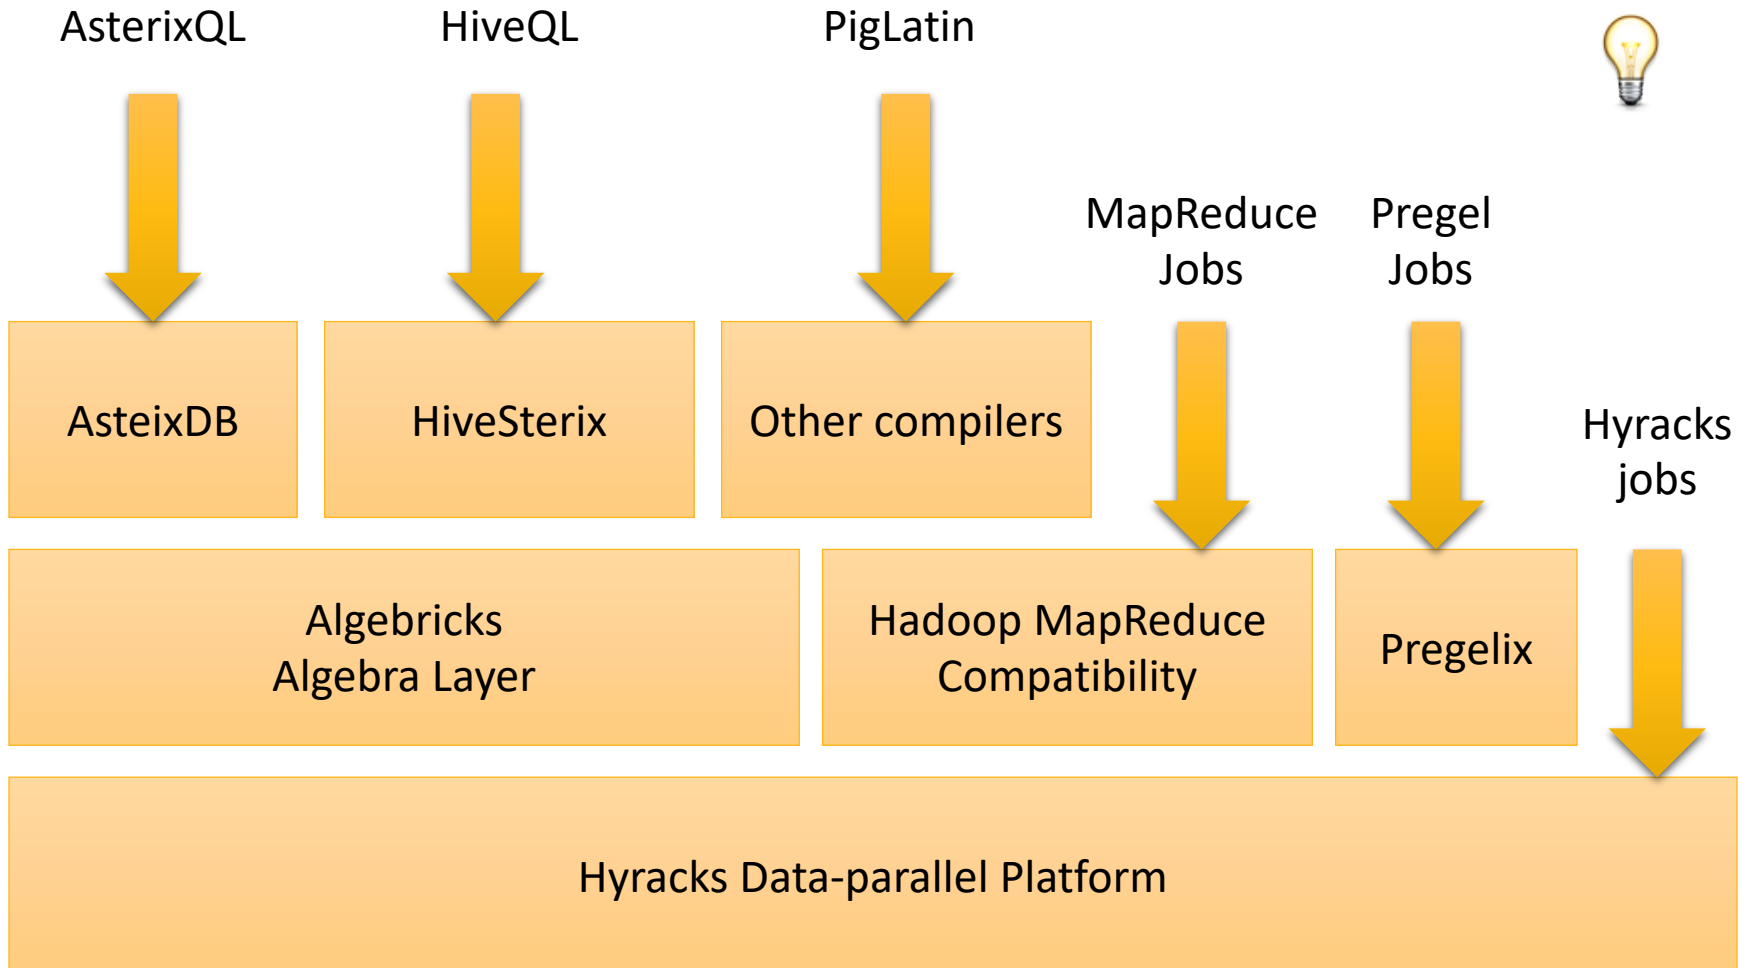 AsterixQL
HiveQL
PigLatin
MapReduce
Jobs
Pregel
Jobs
AsteixDB
HiveSterix
Other compilers
Hyracks
jobs
Algebricks
Algebra Layer
Hadoop MapReduce
Compatibility
Pregelix
Hyracks Data-parallel Platform